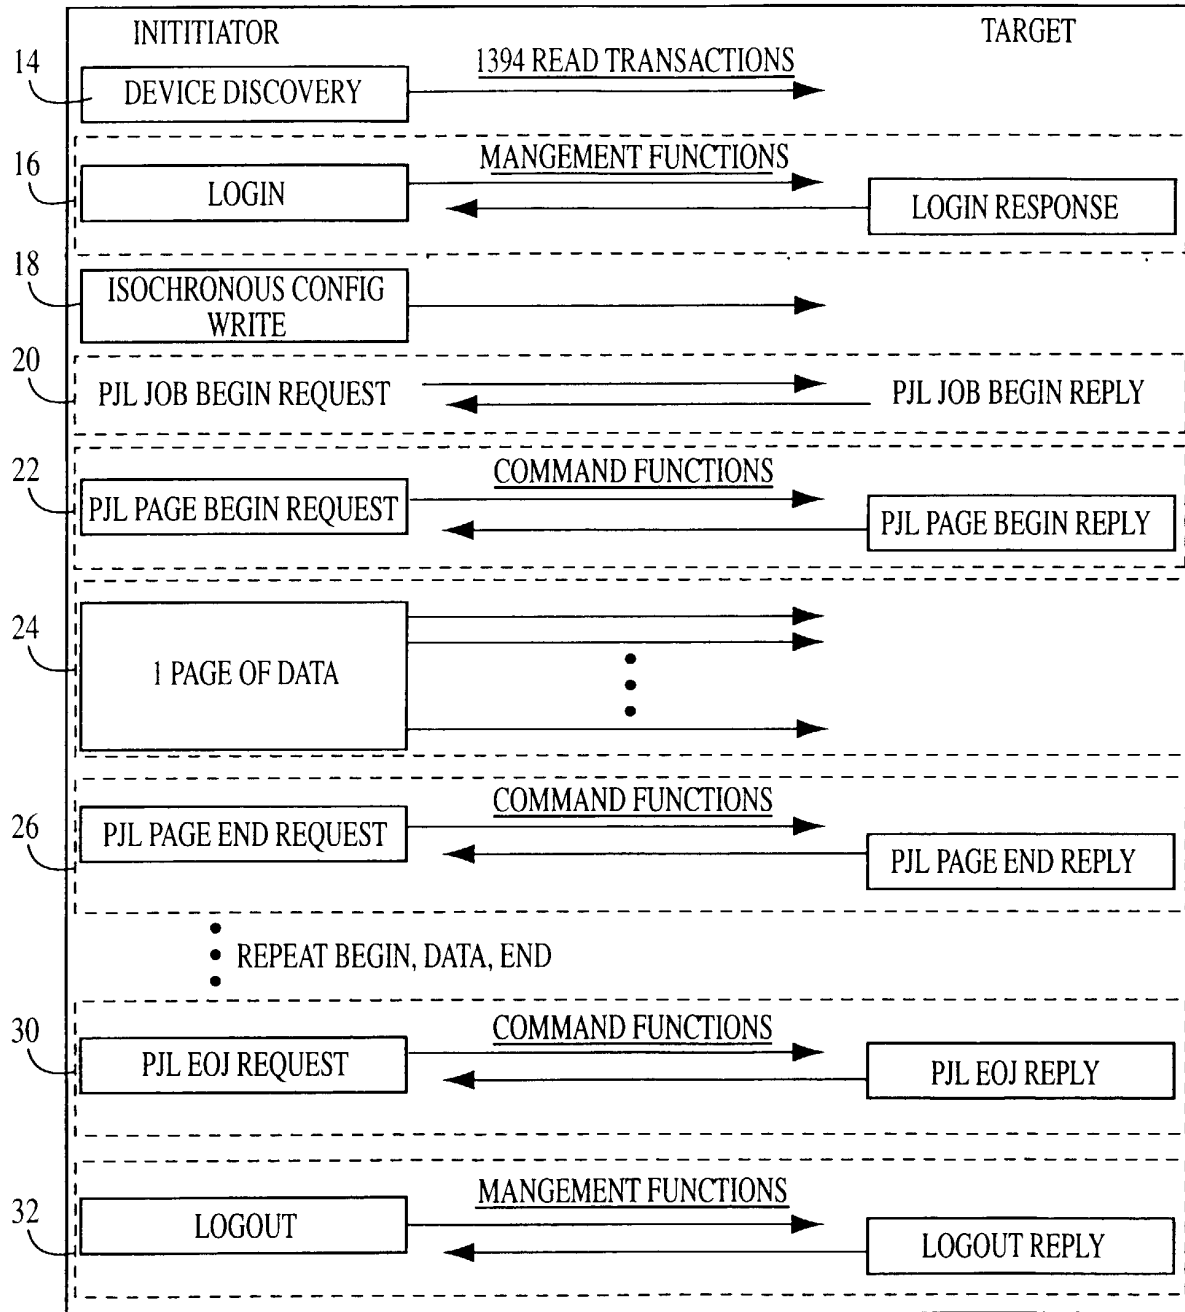 INITITIATOR
TARGET
14
1394 READ TRANSACTIONS
DEVICE DISCOVERY
16
MANGEMENT FUNCTIONS
LOGIN
LOGIN RESPONSE
18
ISOCHRONOUS CONFIG
WRITE
20
PJL JOB BEGIN REQUEST
PJL JOB BEGIN REPLY
22
COMMAND FUNCTIONS
PJL PAGE BEGIN REQUEST
PJL PAGE BEGIN REPLY
24
1 PAGE OF DATA
26
COMMAND FUNCTIONS
PJL PAGE END REQUEST
PJL PAGE END REPLY
REPEAT BEGIN, DATA, END
30
COMMAND FUNCTIONS
PJL EOJ REQUEST
PJL EOJ REPLY
32
MANGEMENT FUNCTIONS
LOGOUT
LOGOUT REPLY